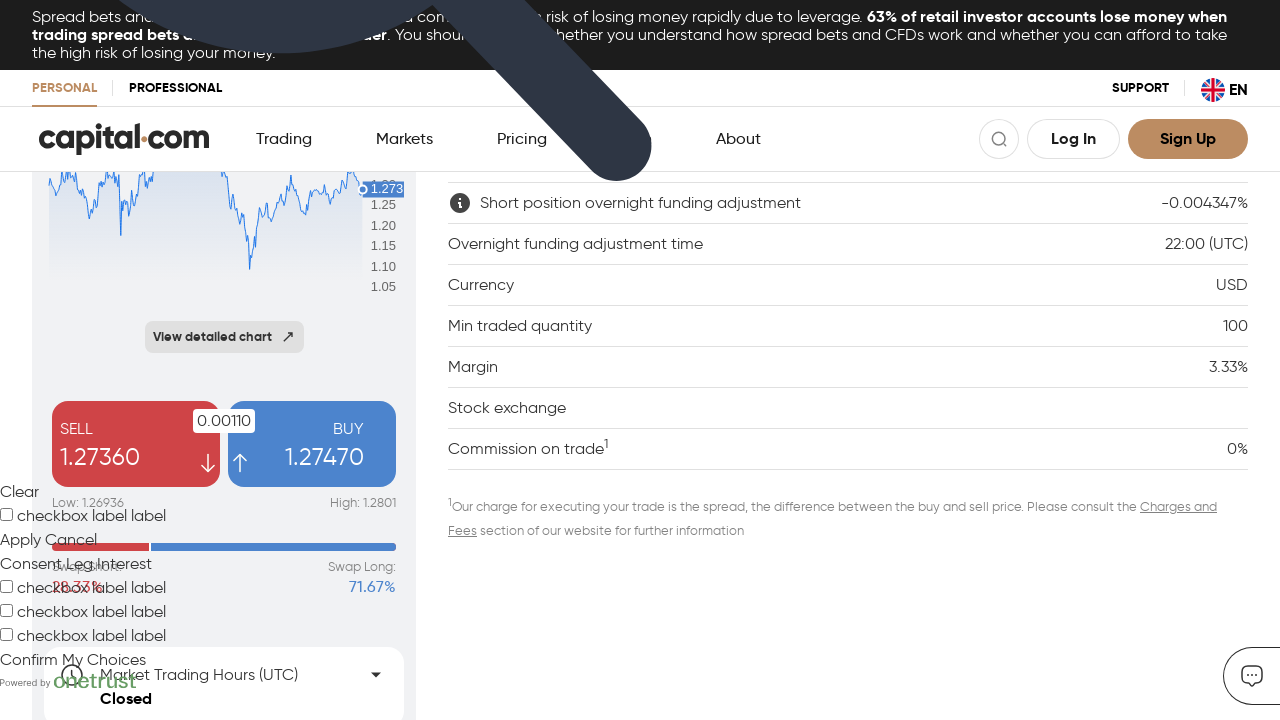 Spread bets and
risk of losing money rapidly due to leverage. 63% of retail investor accounts lose money when
trading spread bets
. You should
whether you understand how spread bets and CFDs work and whether you can afford to take
the high risk of losing your money.
PERSONAL
PROFESSIONAL
SUPPORT
EN
capital.com
Trading
Markets
Pricing
About
Log In
Sign Up
1.273
1.25
1.20
1.15
1.10
1.05
View detailed chart
SELL
1.27360
0.00110
BUY
1.27470
Low: 1.26936
High: 1.2801
Swap Short:
28.33%
Swap Long:
71.67%
Market Trading Hours (UTC)
Closed
Short position overnight funding adjustment
-0.004347%
Overnight funding adjustment time
22:00 (UTC)
Currency
USD
Min traded quantity
100
Margin
3.33%
Stock exchange
Commission on trade1
0%
1Our charge for executing your trade is the spread, the difference between the buy and sell price. Please consult the Charges and
Fees section of our website for further information
Clear
checkbox label label
Apply Cancel
Consent Leg.Interest
checkbox label label
checkbox label label
checkbox label label
Confirm My Choices
Powered by onetrust